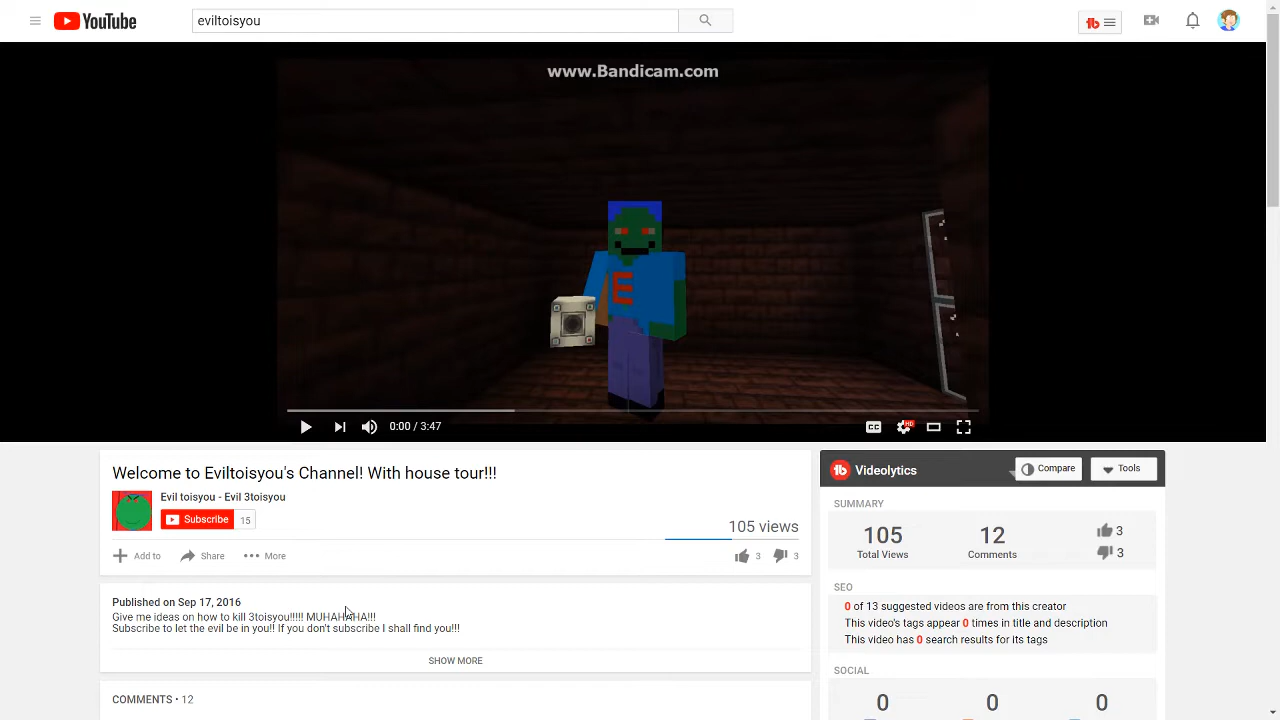 YouTube
eviltoisyou
www.Bandicam.com
E
0:00 / 3:47
CC
HD
Welcome to Eviltoisyou's Channel! With house tour!!!
Evil toisyou - Evil 3toisyou
Subscribe 15
105 views
Add to Share More 3 3
Published on Sep 17, 2016
Give me ideas on how to kill 3toisyou!!!!! MUHAHAHA!!!
Subscribe to let the evil be in you!! If you don't subscribe I shall find you!!!
SHOW MORE
COMMENTS • 12
tb Videolytics Compare Tools
SUMMARY
105 12 3
Total Views Comments 3
SEO
0 of 13 suggested videos are from this creator
This video's tags appear 0 times in title and description
This video has 0 search results for its tags
SOCIAL
0 0 0